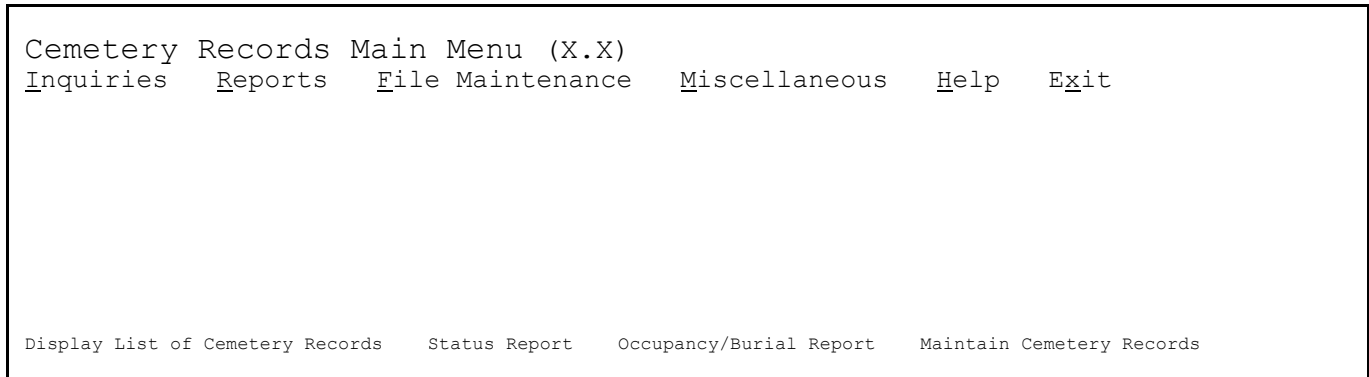 Cemetery Records Main Menu (X.X)
Inquiries Reports File Maintenance Miscellaneous Help Exit
Display List of Cemetery Records Status Report Occupancy/Burial Report Maintain Cemetery Records